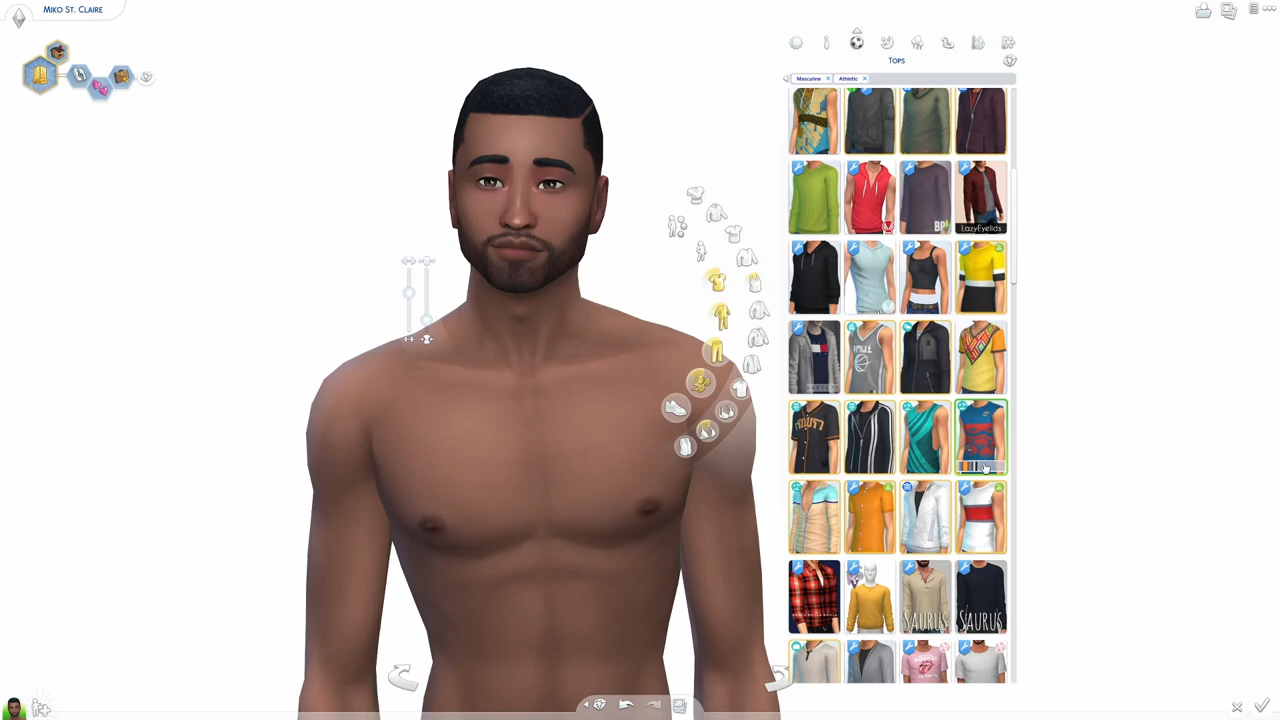 Miko St. Claire
Tops
Masculine
Athletic
BP
LazyEyelids
SAURUS
SAURUS